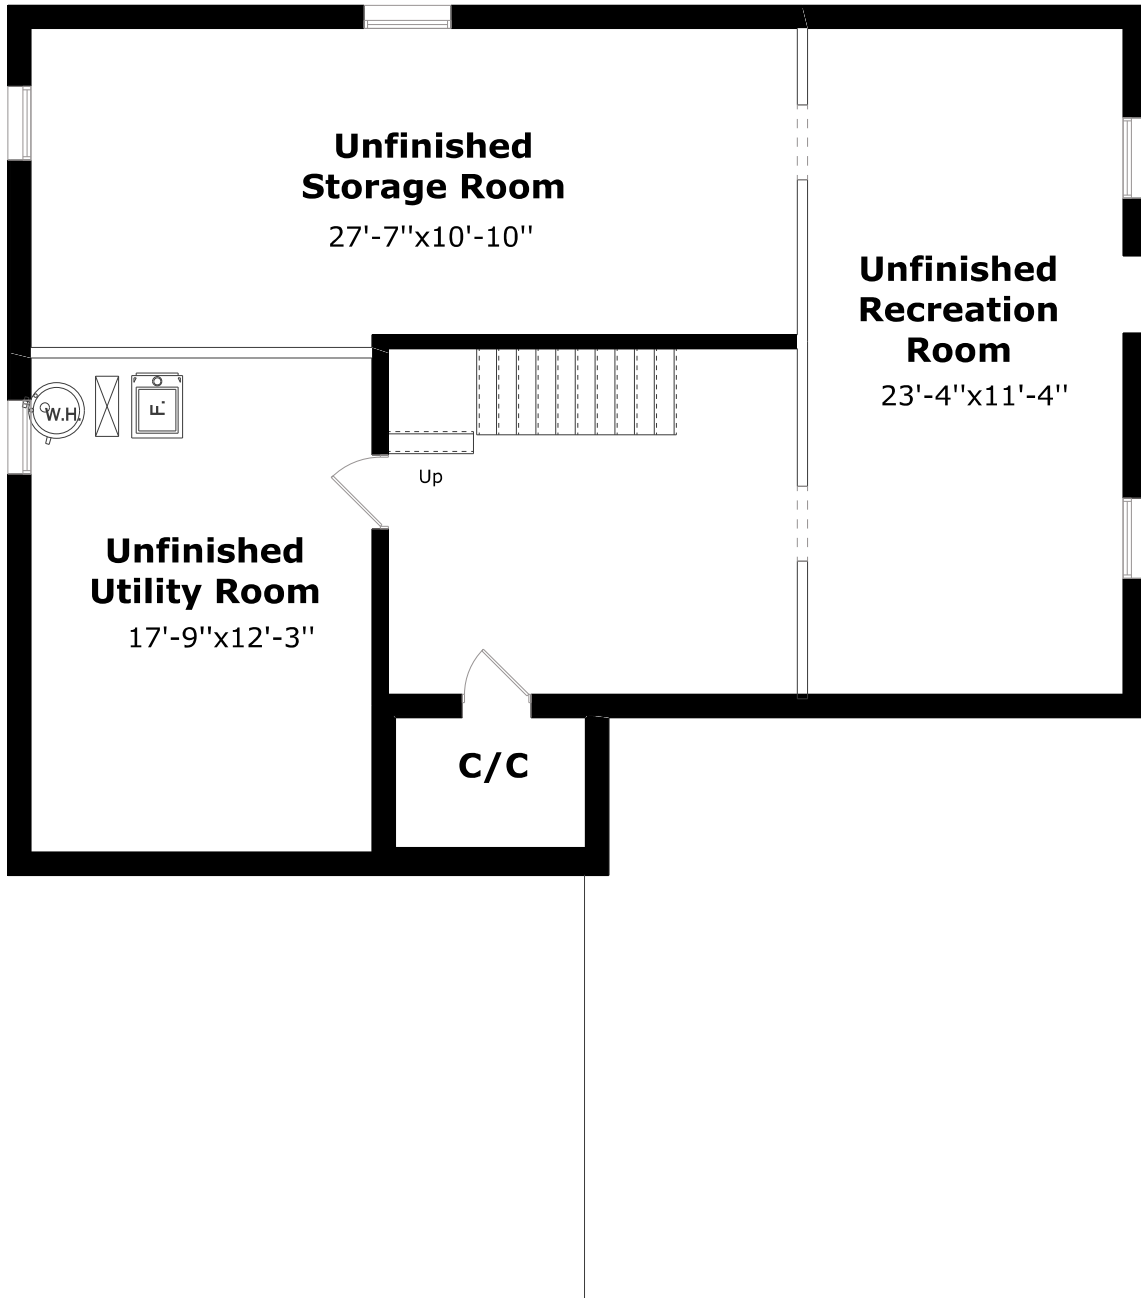 Unfinished
Storage Room
27'-7"x10'-10"
Unfinished
Recreation
Room
23'-4"x11'-4"
W.H.
F.
Up
Unfinished
Utility Room
17'-9"x12'-3"
C/C